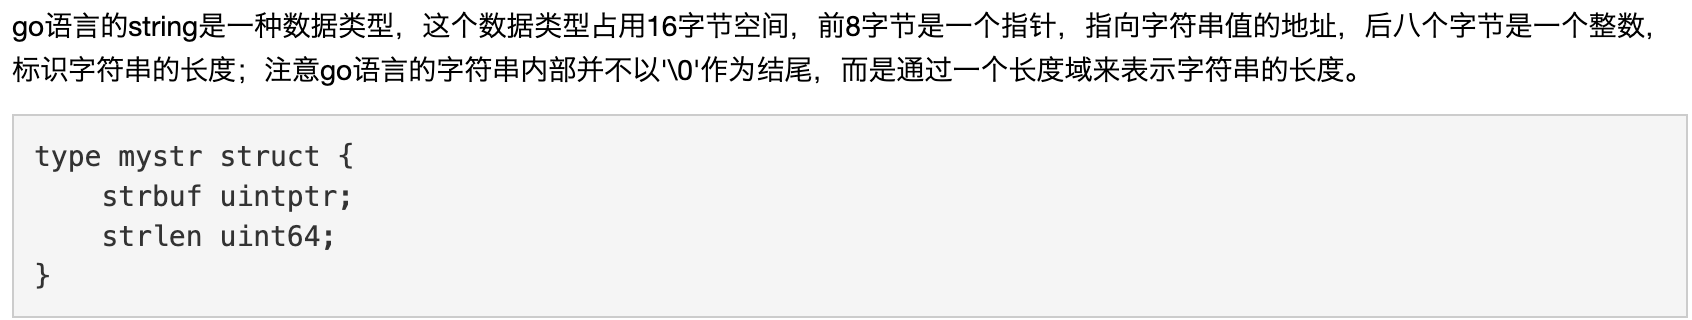 go语言的string是一种数据类型，这个数据类型占用16字节空间，前8字节是一个指针，指向字符串值的地址，后八个字节是一个整数，
标识字符串的长度；注意go语言的字符串内部并不以'\0'作为结尾，而是通过一个长度域来表示字符串的长度。
type mystr struct {
    strbuf uintptr;
    strlen uint64;
}